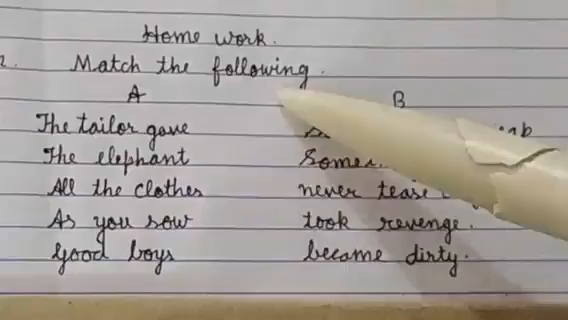 Home work.
2. Match the following.
A B
The tailor gave
The elephant
All the clothes never tease
As you sow took revenge.
Good boys became dirty.